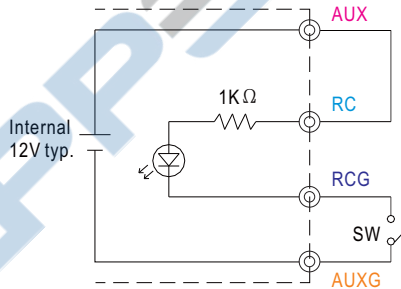 AUX
1KΩ
RC
Internal
12V typ.
RCG
SW
AUXG